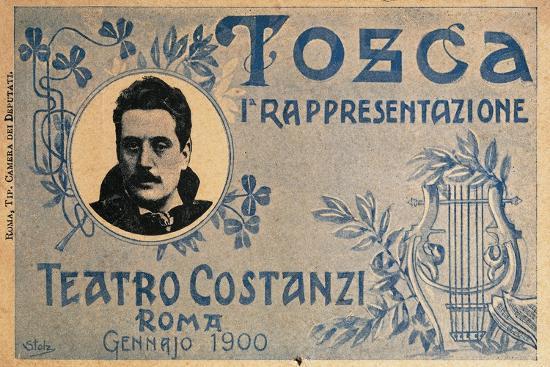 Tosca
1ᴬ RAPPRESENTAZIONE
TEATRO COSTANZI
ROMA
GENNAJO 1900
Stolz
ROMA, TIP. CAMERA DEI DEPUTATI.